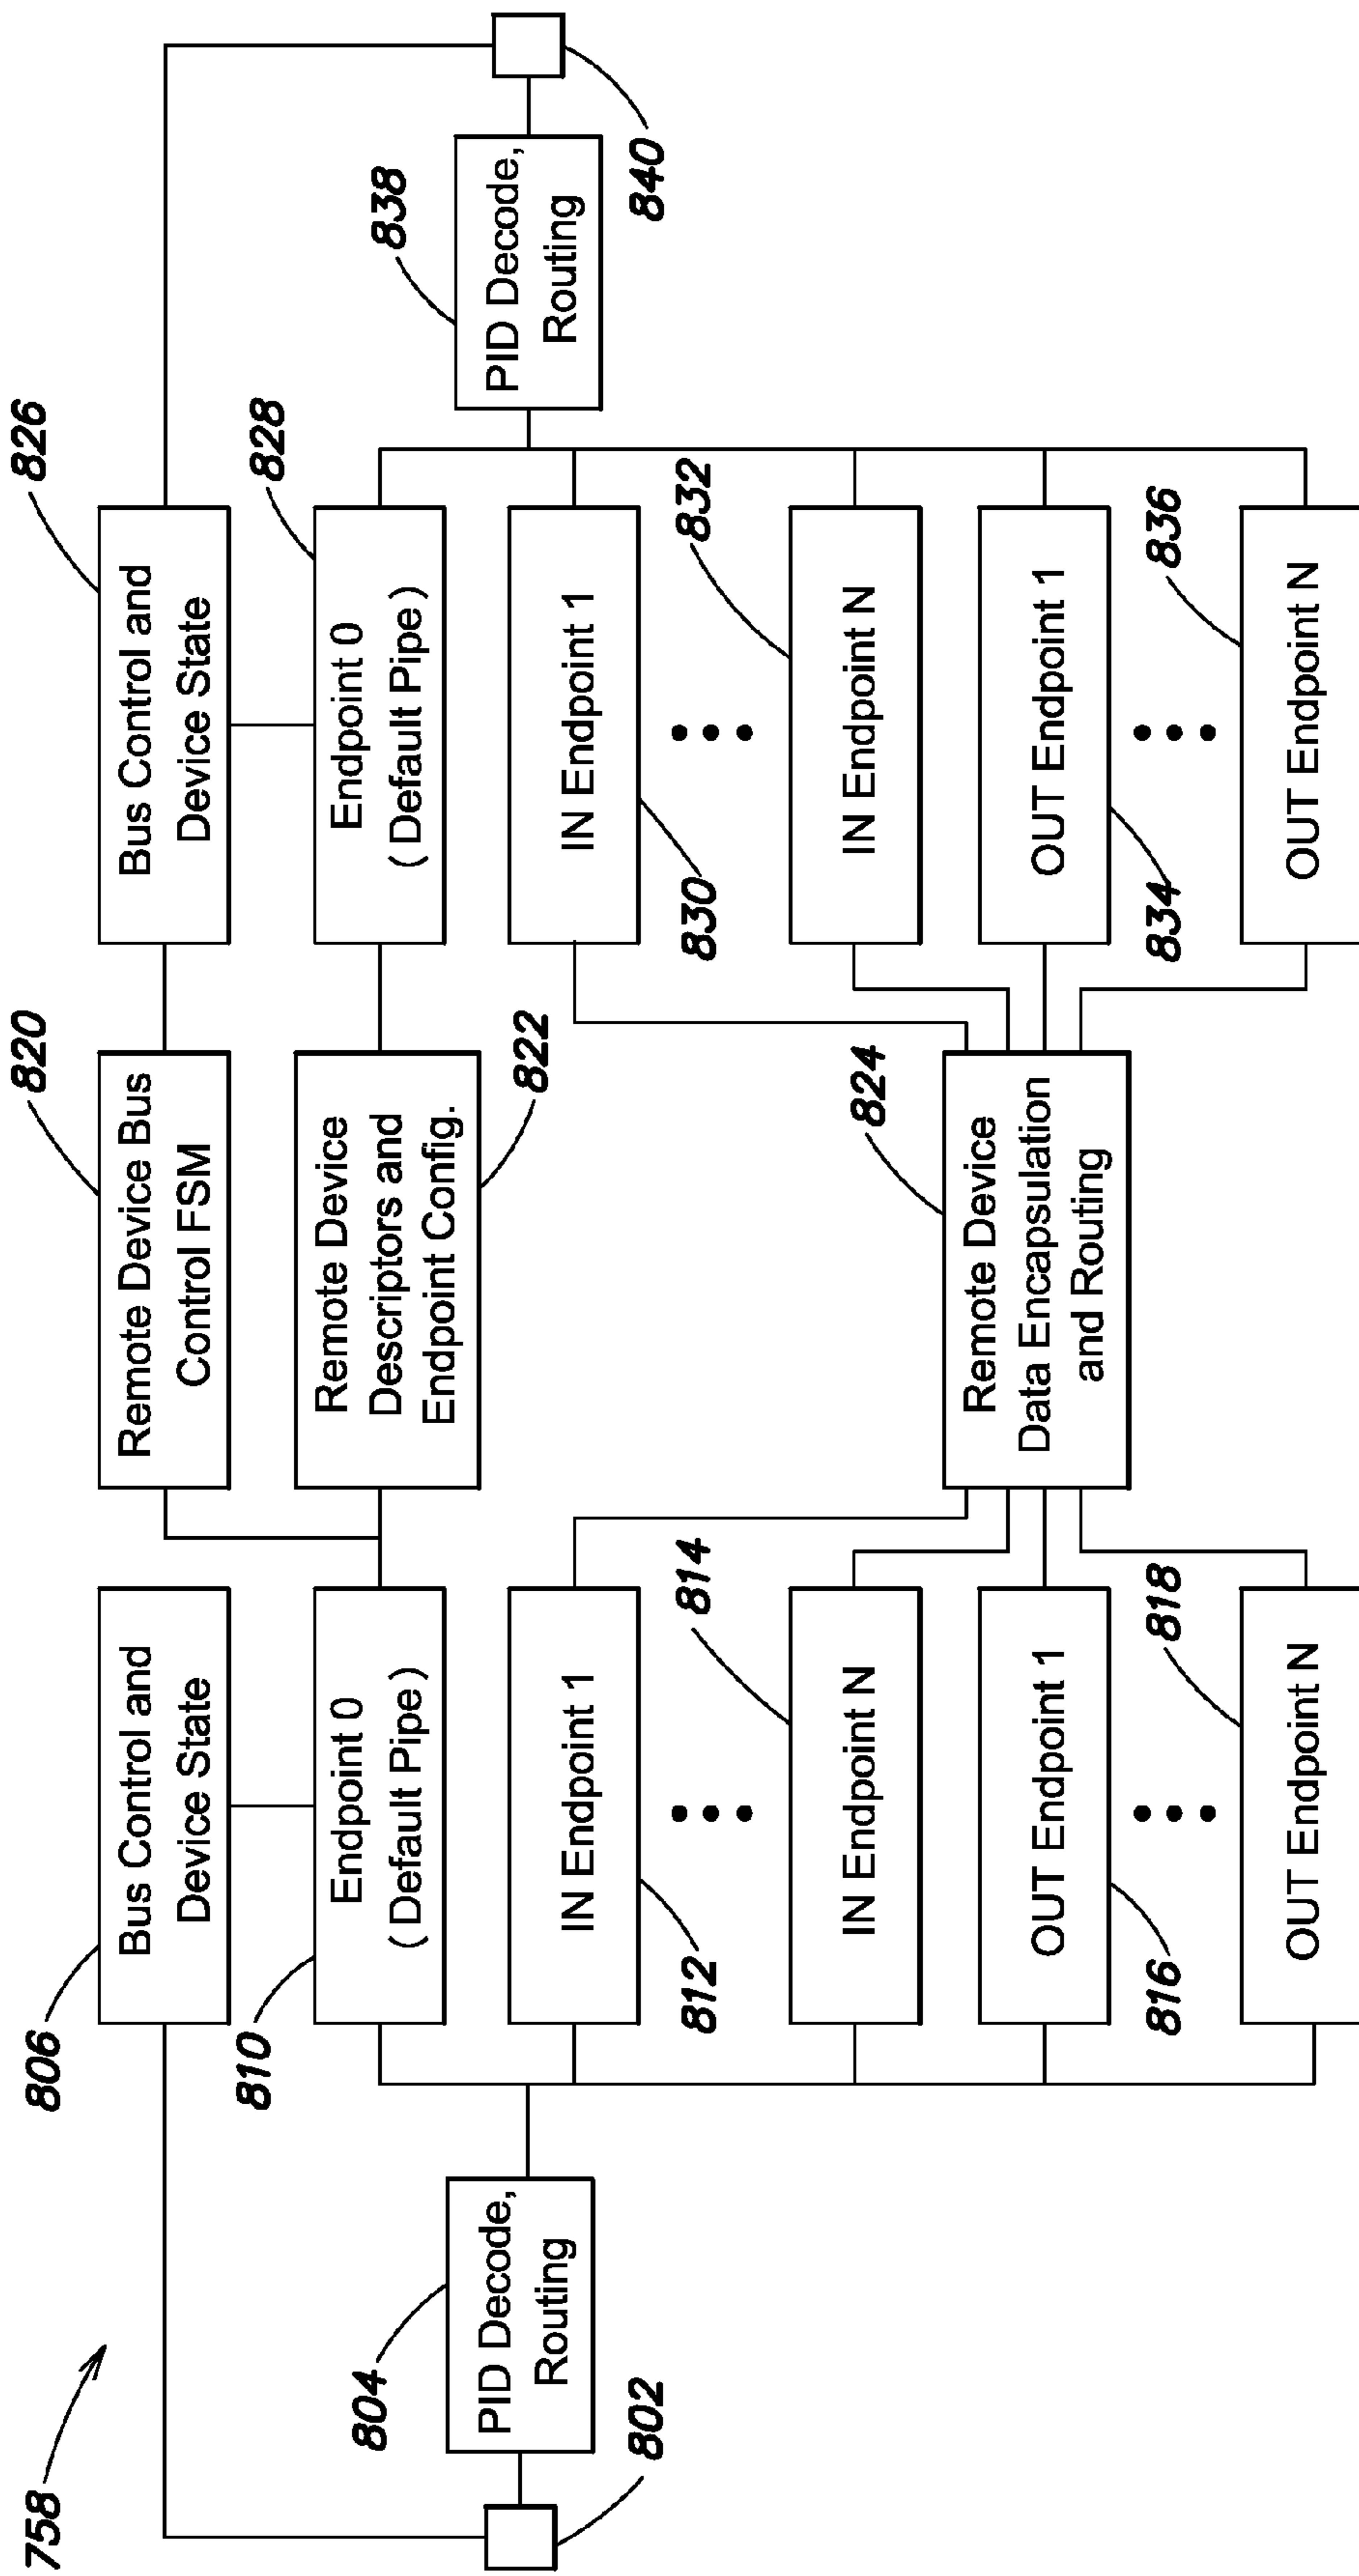 758
802
804
PID Decode,
Routing
806
Bus Control and
Device State
810
Endpoint 0
( Default Pipe )
IN Endpoint 1
812
814
IN Endpoint N
OUT Endpoint 1
816
818
OUT Endpoint N
820
Remote Device Bus
Control FSM
Remote Device
Descriptors and
Endpoint Config.
822
824
Remote Device
Data Encapsulation
and Routing
826
Bus Control and
Device State
828
Endpoint 0
( Default Pipe )
IN Endpoint 1
830
832
IN Endpoint N
OUT Endpoint 1
834
836
OUT Endpoint N
838
PID Decode,
Routing
840